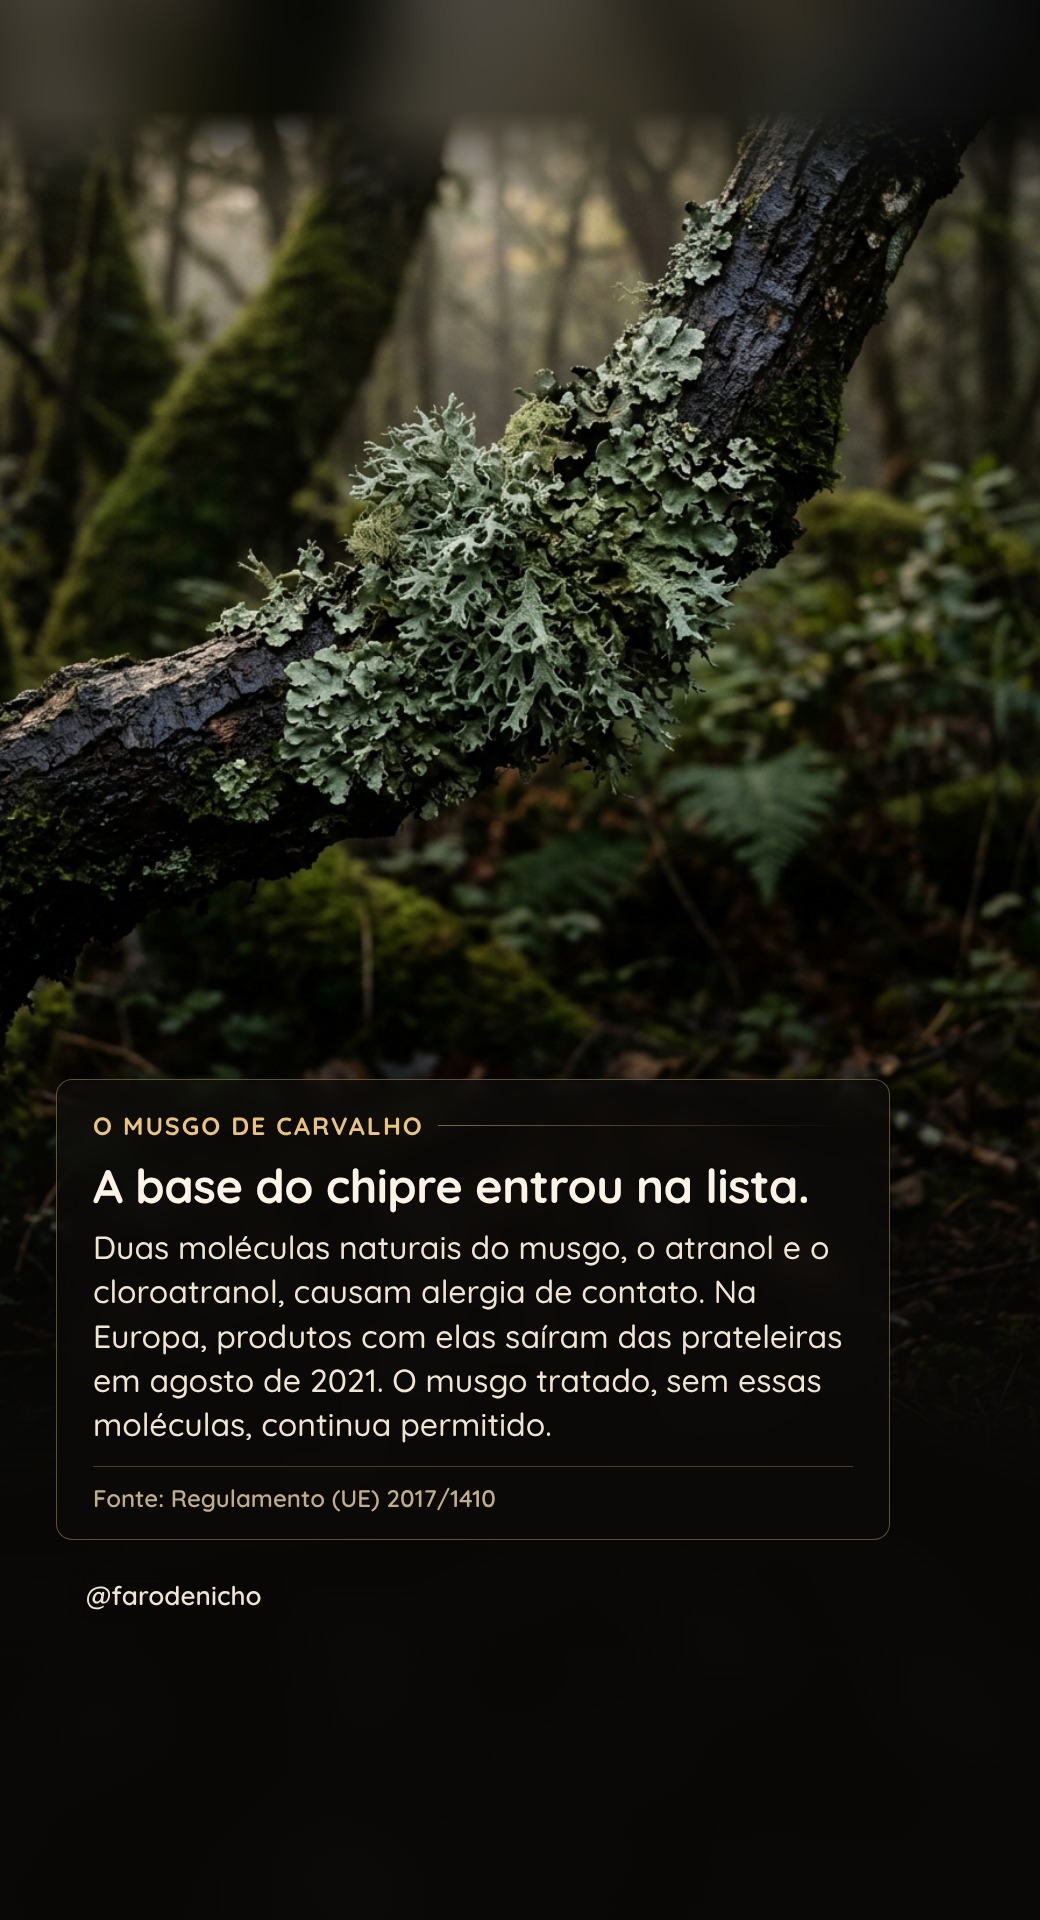 O MUSGO DE CARVALHO
A base do chipre entrou na lista.
Duas moléculas naturais do musgo, o atranol e o
cloroatranol, causam alergia de contato. Na
Europa, produtos com elas saíram das prateleiras
em agosto de 2021. O musgo tratado, sem essas
moléculas, continua permitido.
Fonte: Regulamento (UE) 2017/1410
@farodenicho